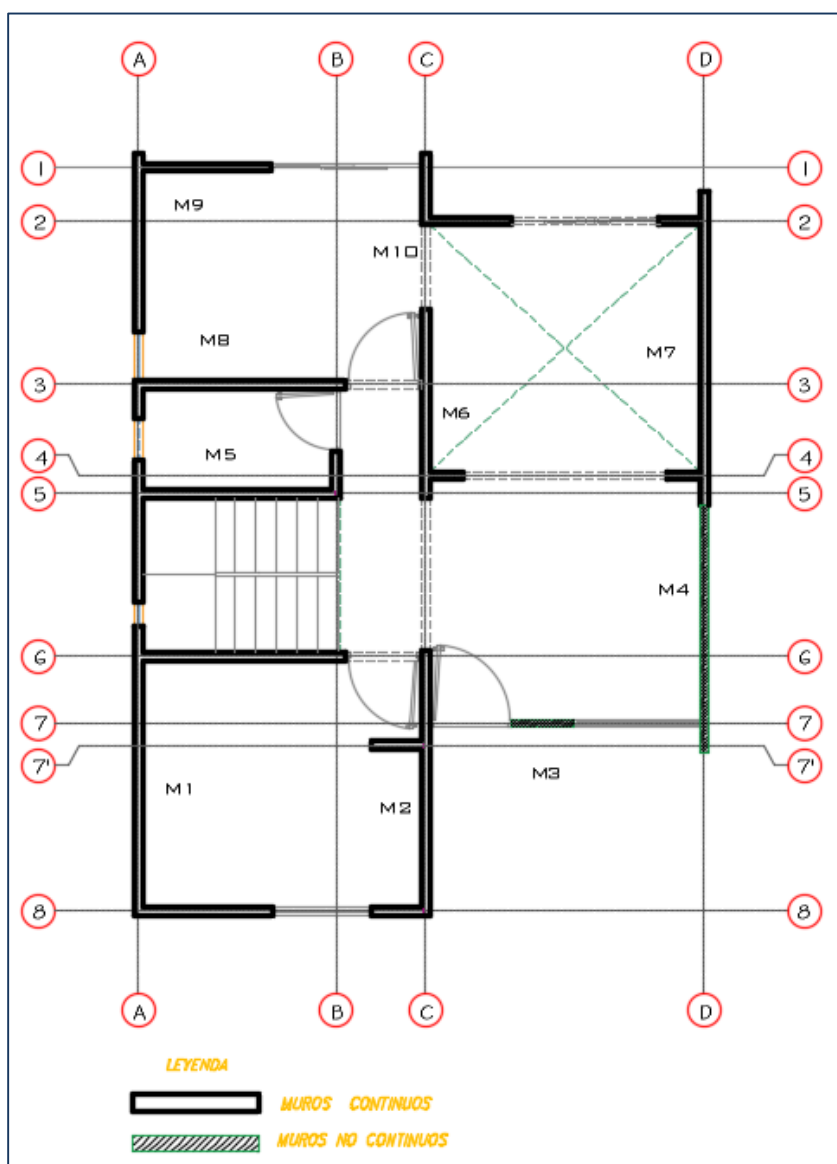 A B C D
1 1
M9
2 2
M10
M8
M7
3 3
M6
4 M5 4
5 5
M4
6 6
7 7
7' 7'
M3
M1
M2
8 8
A B C D
LEYENDA
MUROS CONTINUOS
MUROS NO CONTINUOS